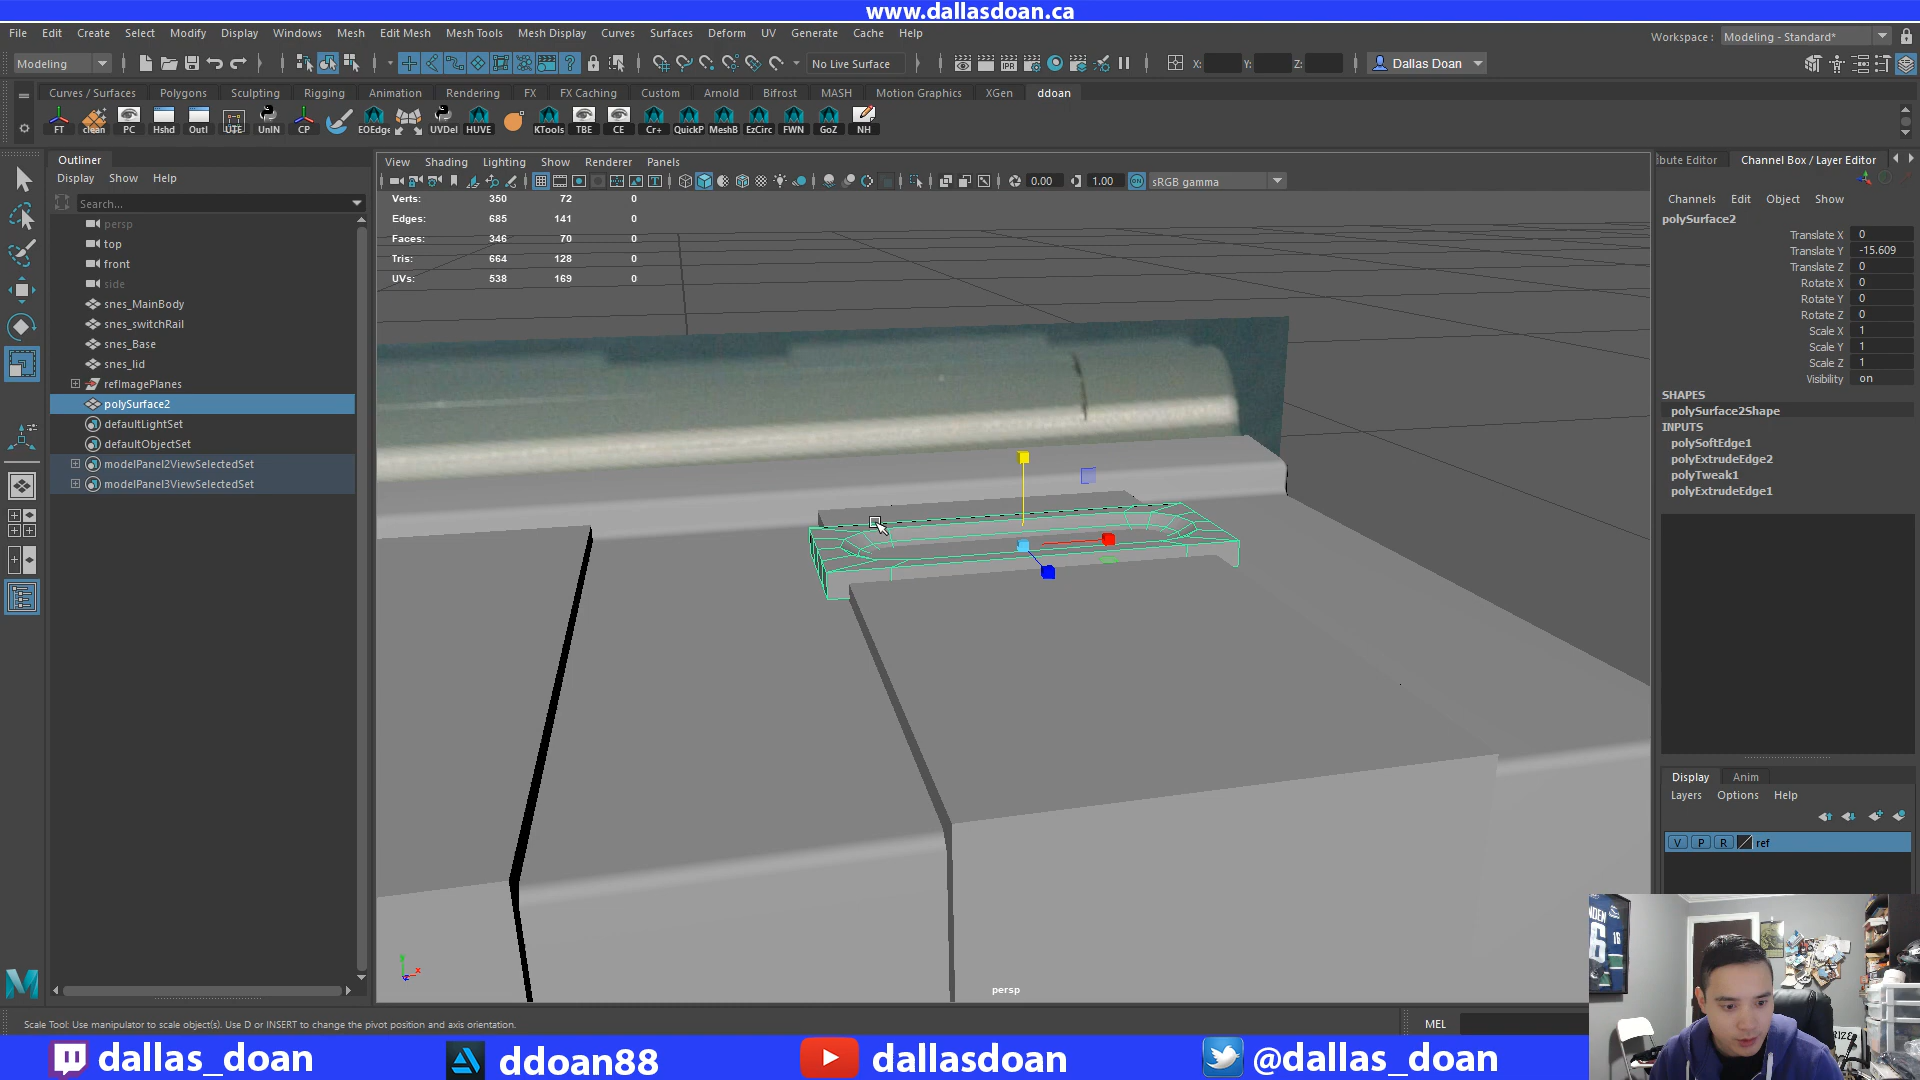 www.dallasdoan.ca
File Edit Create Select Modify Display Windows Mesh Edit Mesh Mesh Tools Mesh Display Curves Surfaces Deform UV Generate Cache Help
Workspace : Modeling - Standard*
Modeling No Live Surface X: Y: Z: Dallas Doan
Curves / Surfaces Polygons Sculpting Rigging Animation Rendering FX FX Caching Custom Arnold Bifrost MASH Motion Graphics XGen ddoan
FT clean PC Hshd Outl UTE UnIN CP EOEdge UVDel HUVE KTools TBE CE Cr+ QuickP MeshB EzCirc FWN GoZ NH
Outliner
Display Show Help
Search...
persp
top
front
side
snes_MainBody
snes_switchRail
snes_Base
snes_lid
refImagePlanes
polySurface2
defaultLightSet
defaultObjectSet
modelPanel2ViewSelectedSet
modelPanel3ViewSelectedSet
View Shading Lighting Show Renderer Panels
0.00 1.00 ON sRGB gamma
Verts: 350 72 0
Edges: 685 141 0
Faces: 346 70 0
Tris: 664 128 0
UVs: 538 169 0
persp
bute Editor Channel Box / Layer Editor
Channels Edit Object Show
polySurface2
Translate X 0
Translate Y -15.609
Translate Z 0
Rotate X 0
Rotate Y 0
Rotate Z 0
Scale X 1
Scale Y 1
Scale Z 1
Visibility on
SHAPES
polySurface2Shape
INPUTS
polySoftEdge1
polyExtrudeEdge2
polyTweak1
polyExtrudeEdge1
Display Anim
Layers Options Help
V P R ref
Scale Tool: Use manipulator to scale object(s). Use D or INSERT to change the pivot position and axis orientation.
MEL
dallas_doan ddoan88 dallasdoan @dallas_doan